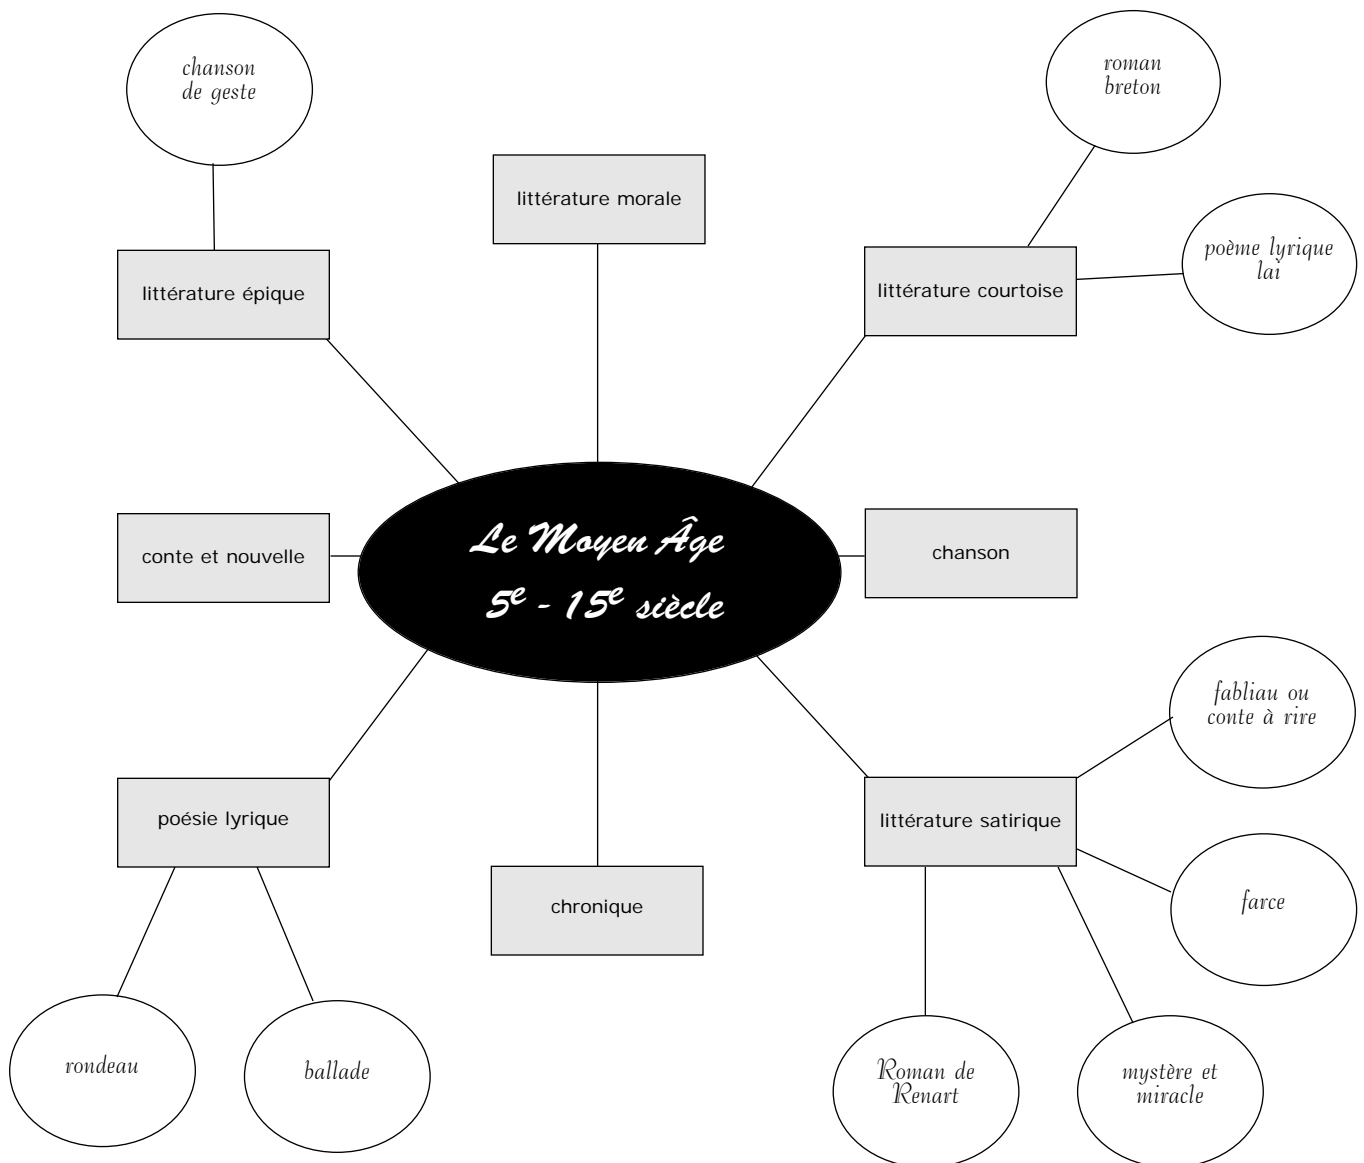 chanson
de geste
roman
breton
littérature morale
poème lyrique
lai
littérature épique
littérature courtoise
Le Moyen Âge
5e - 15e siècle
conte et nouvelle
chanson
fabliau ou
conte à rire
poésie lyrique
littérature satirique
chronique
farce
rondeau
ballade
Roman de
Renart
mystère et
miracle